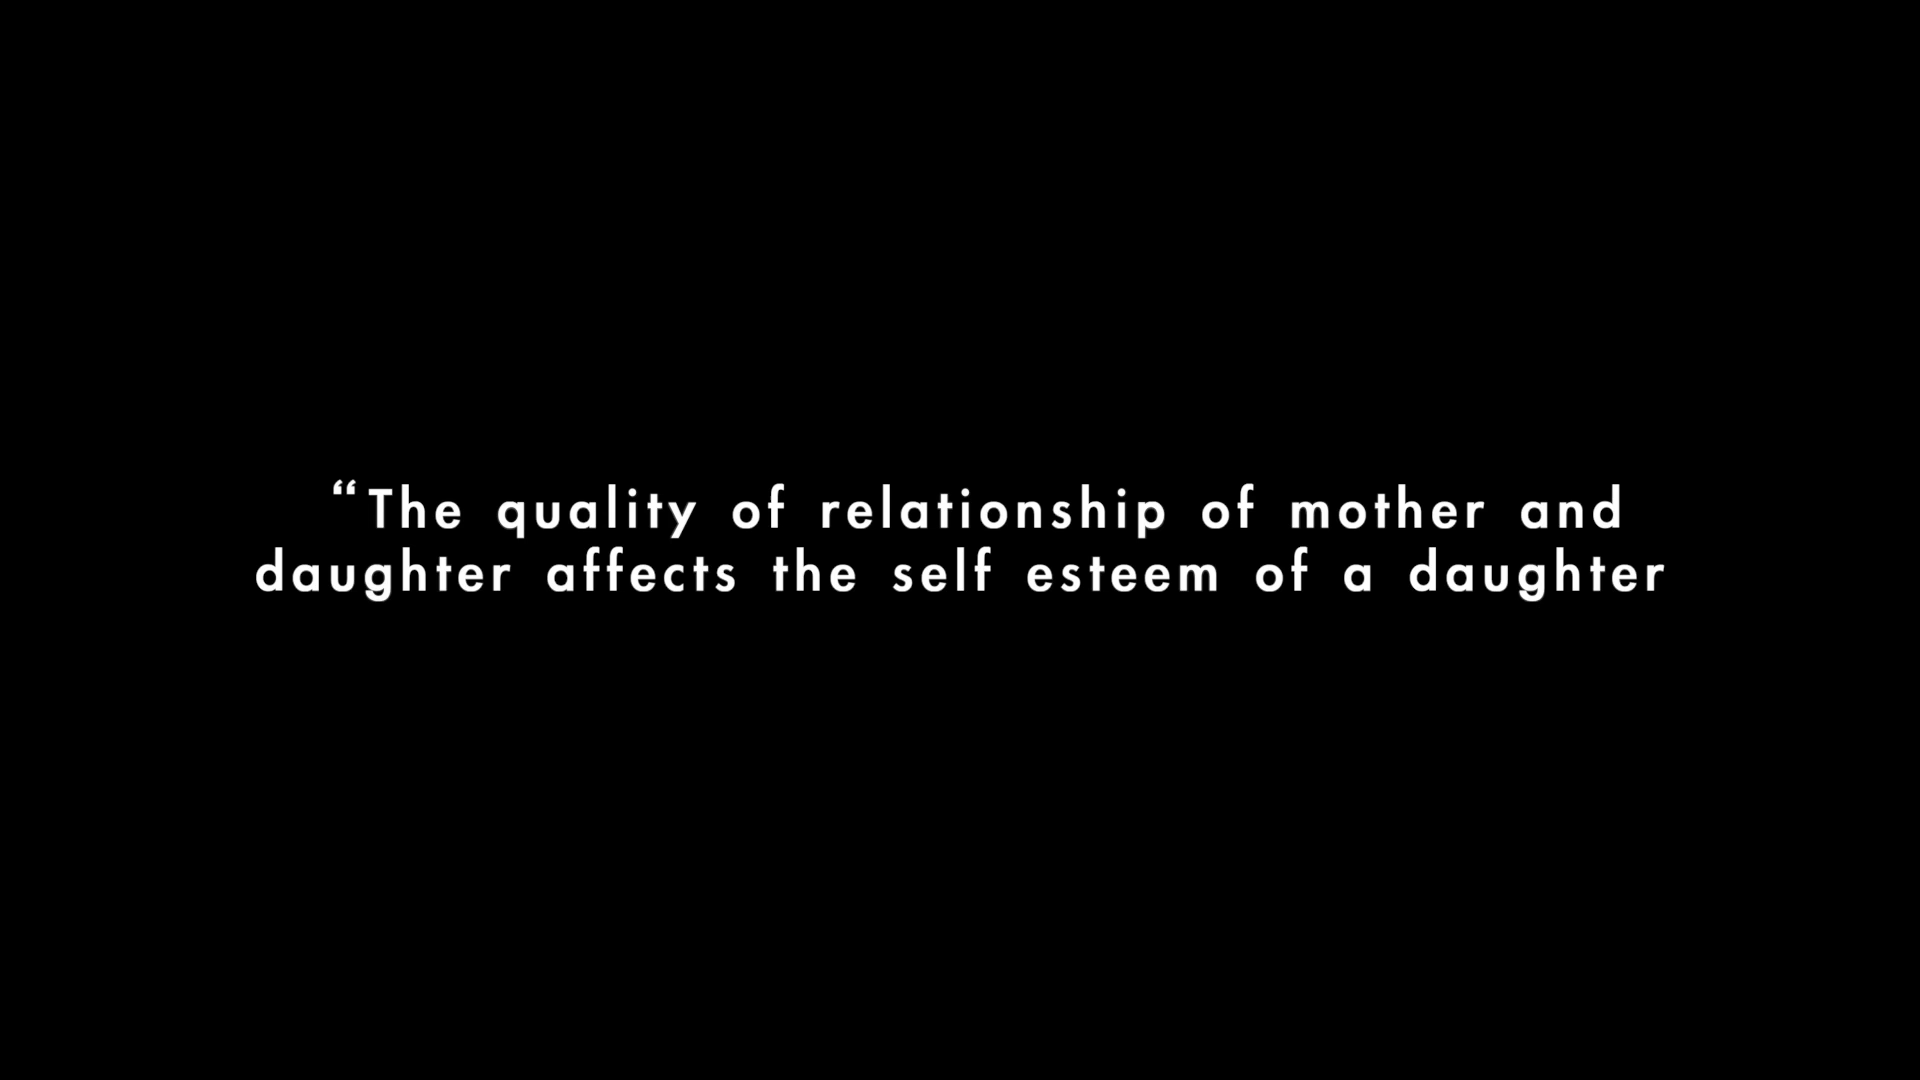 “The quality of relationship of mother and
daughter affects the self esteem of a daughter